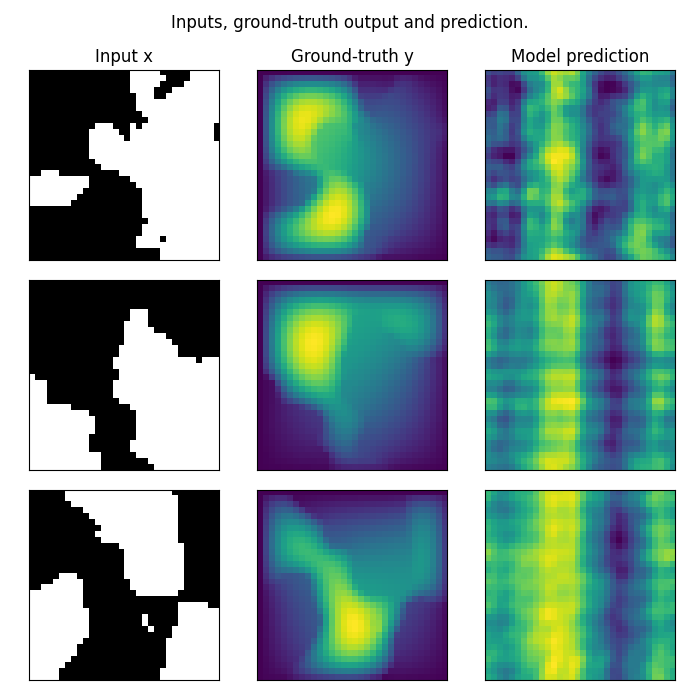 Inputs, ground-truth output and prediction.
Input x
Ground-truth y
Model prediction